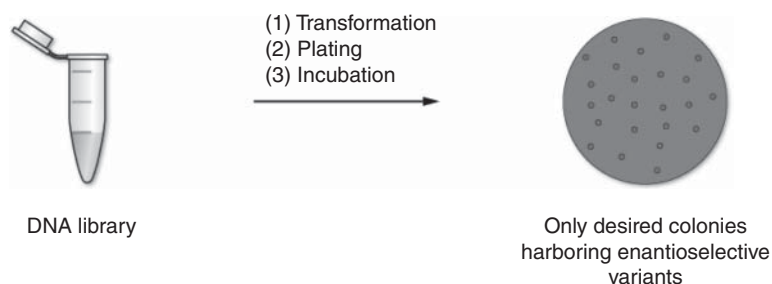 (1) Transformation
(2) Plating
(3) Incubation
DNA library
Only desired colonies
harboring enantioselective
variants